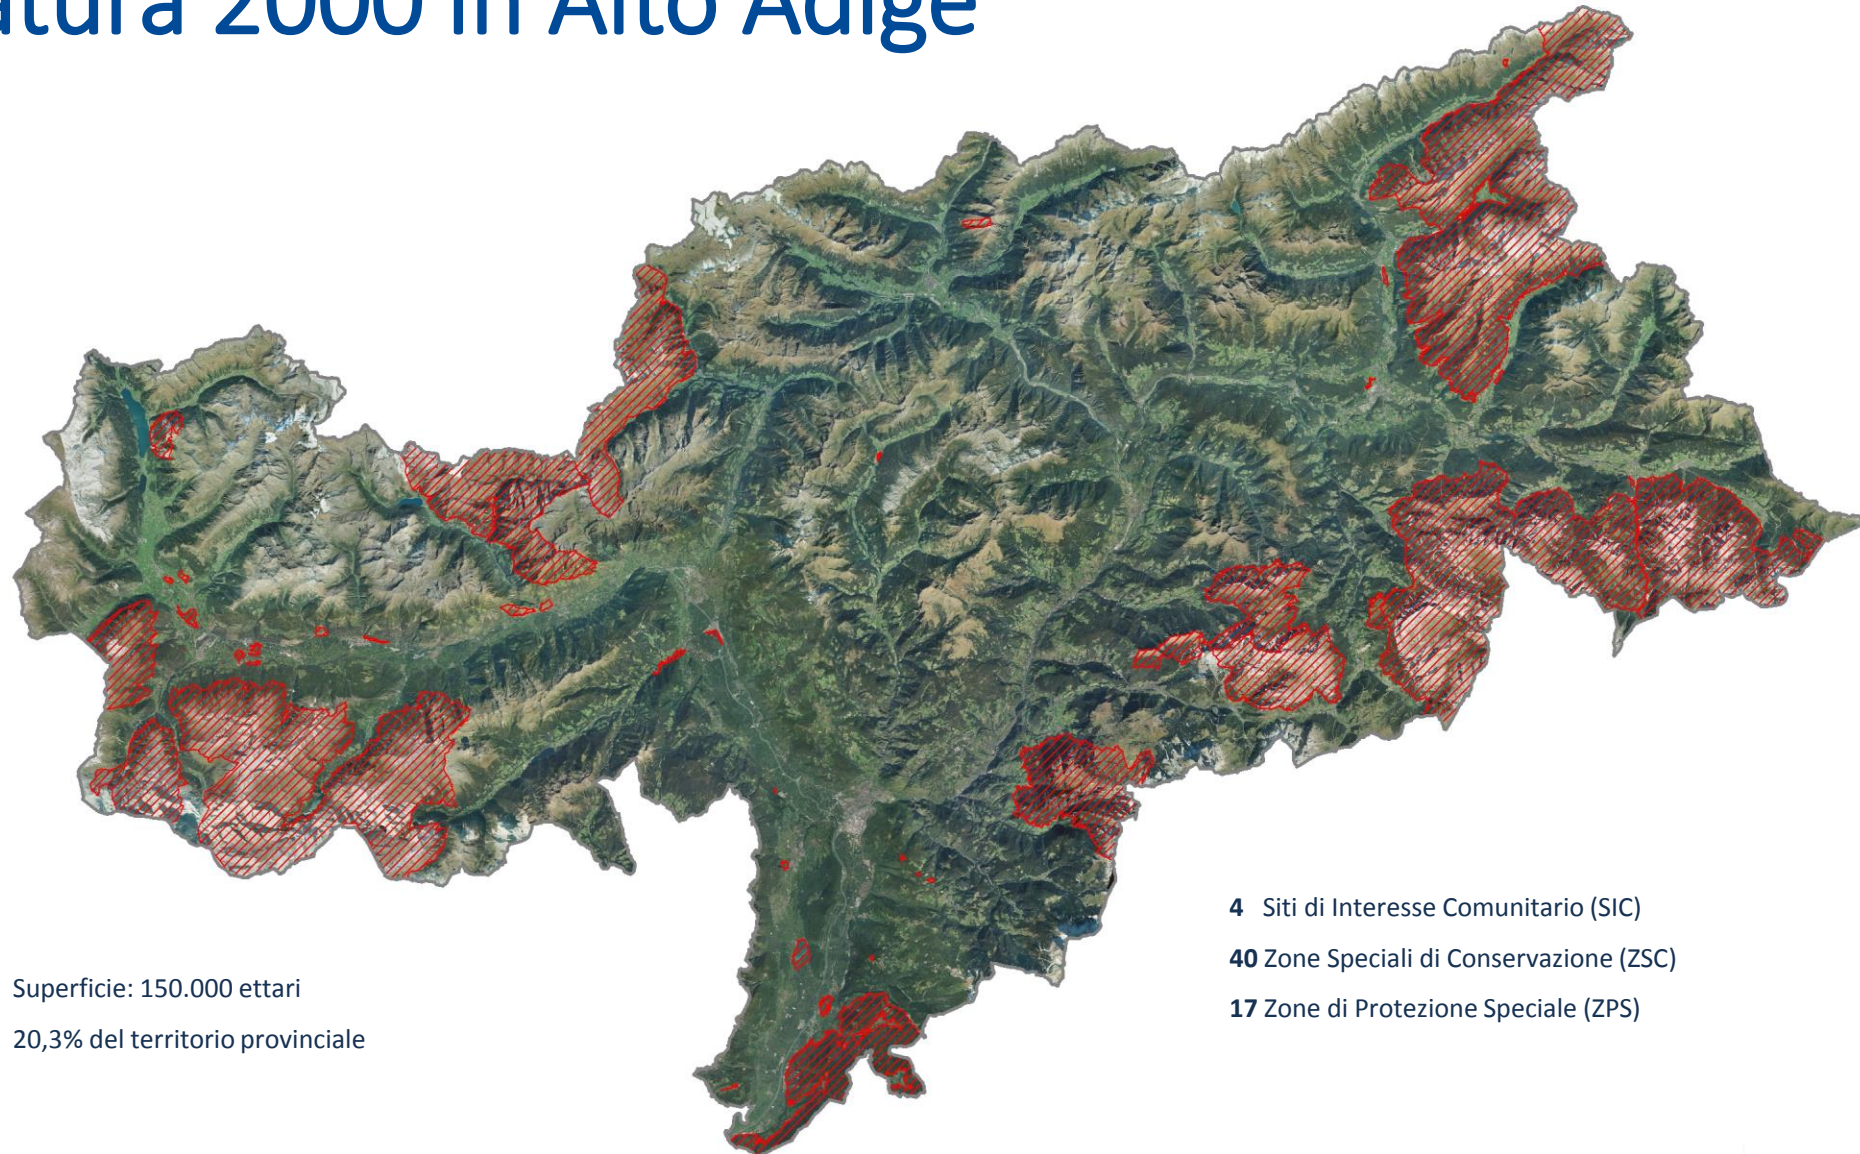 atura 2000 in Alto Adige
4 Siti di Interesse Comunitario (SIC)
40 Zone Speciali di Conservazione (ZSC)
17 Zone di Protezione Speciale (ZPS)
Superficie: 150.000 ettari
20,3% del territorio provinciale